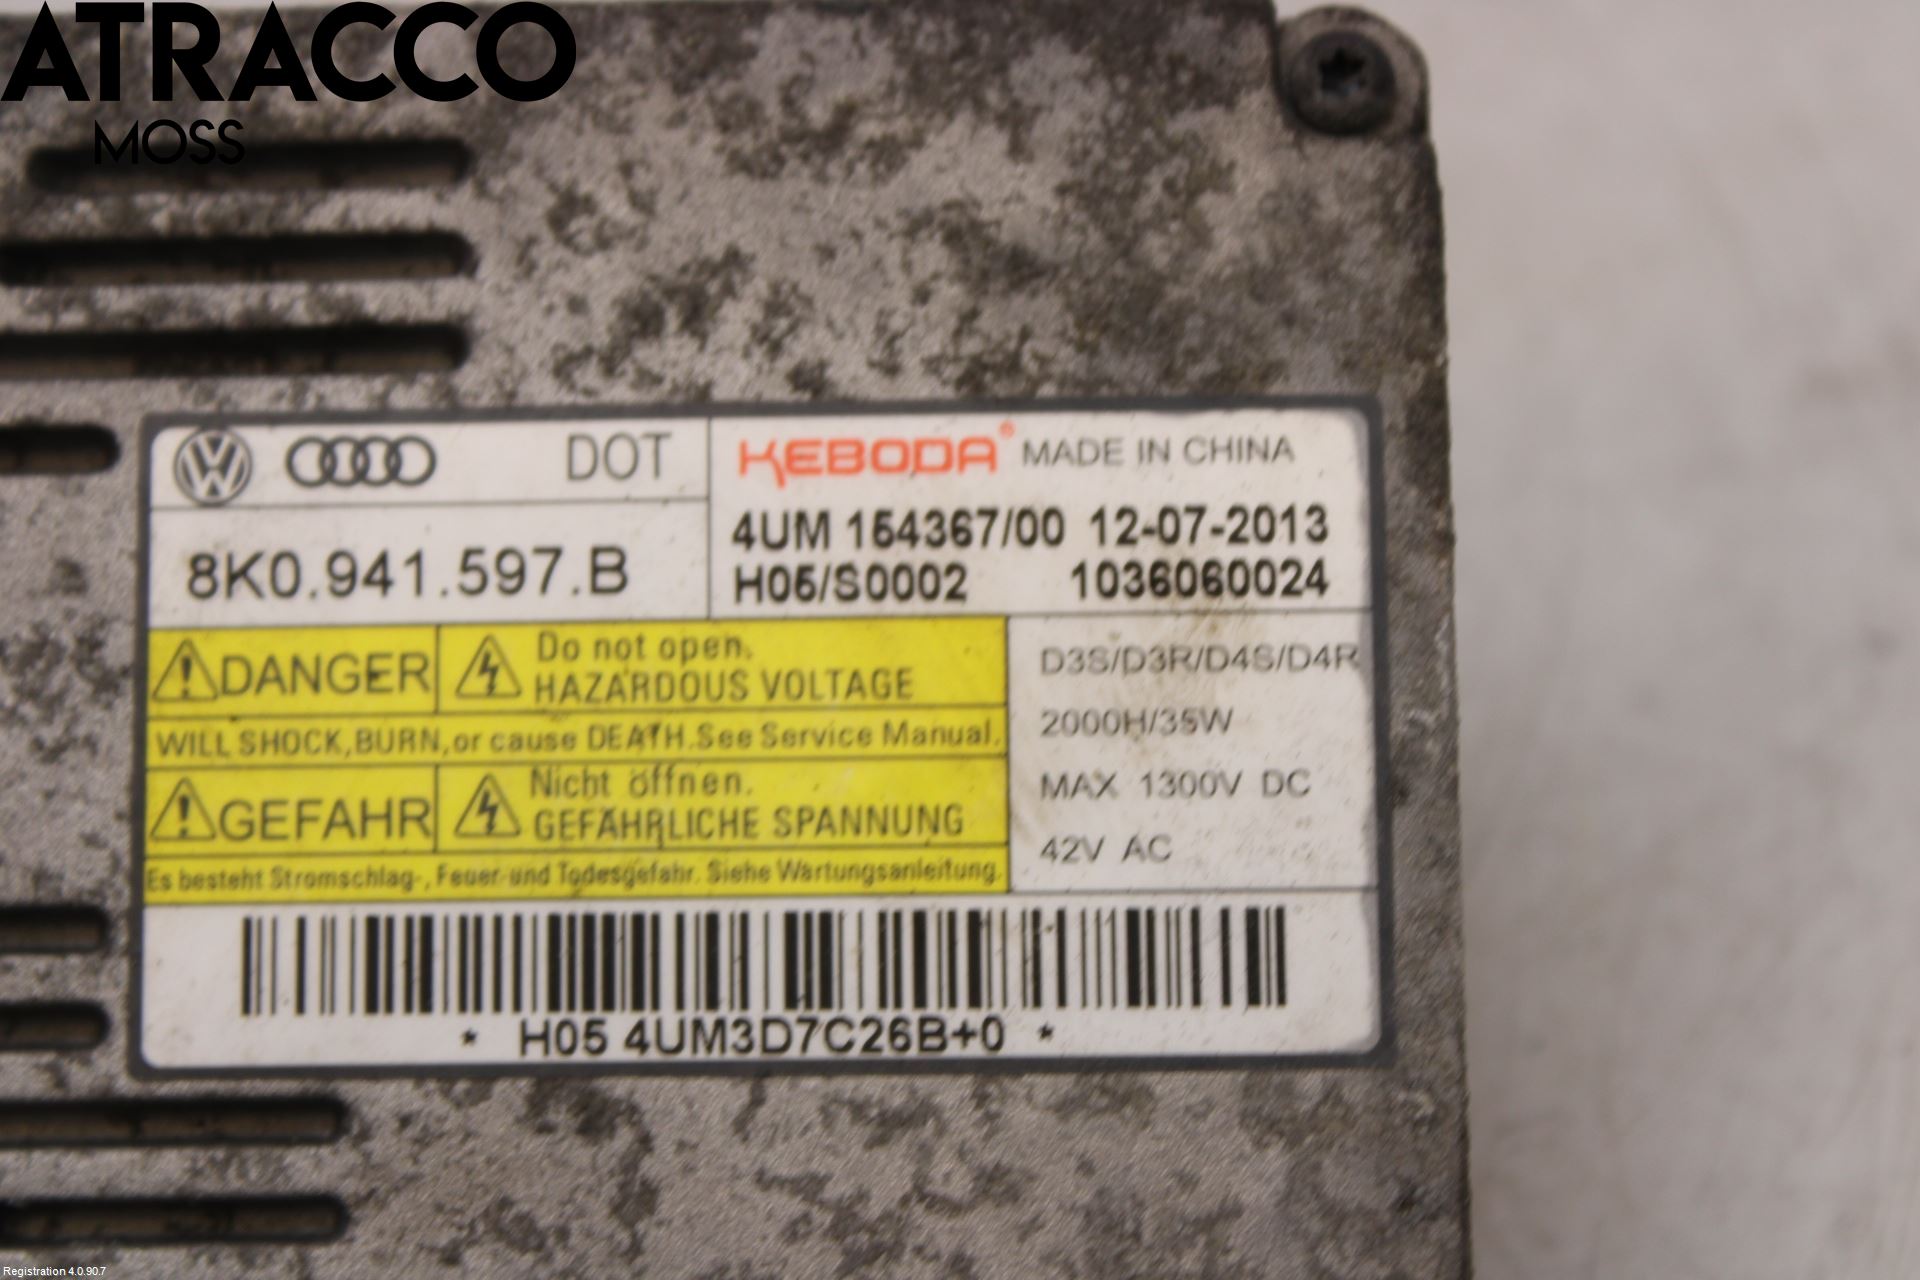 ATRACCO
MOSS
DOT
KEBODA® MADE IN CHINA
8K0.941.597.B
4UM 154367/00 12-07-2013
H05/S0002 1036060024
DANGER
Do not open.
HAZARDOUS VOLTAGE
WILL SHOCK,BURN,or cause DEATH.See Service Manual.
GEFAHR
Nicht öffnen.
GEFÄHRLICHE SPANNUNG
Es besteht Stromschlag-, Feuer-und Todesgefahr. Siehe Wartungsanleitung.
D3S/D3R/D4S/D4R
2000H/35W
MAX 1300V DC
42V AC
* H05 4UM3D7C26B+0 *
Registration 4.0.90.7